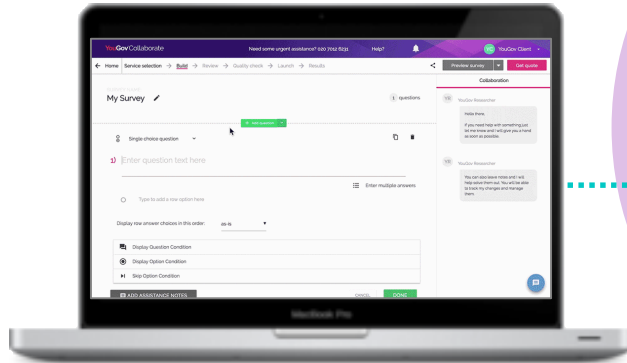 YouGov Collaborate
Need some urgent assistance? 020 7012 6231
Help?
YC
YouGov Client
Home
Service selection
Build
Review
Quality check
Launch
Results
Preview survey
Get quote
My Survey
1 questions
Collaboration
YR
YouGov Researcher
Hello there,
If you need help with something just
let me know and I will give you a hand
as soon as possible.
Single choice question
1)
Enter question text here
Enter multiple answers
Type to add a row option here
YR
YouGov Researcher
You can also leave notes and I will
help solve them out. You will be able
to track my changes and manage
them.
Display row answer choices in this order:
as-is
Display Question Condition
Display Option Condition
Skip Option Condition
ADD ASSISTANCE NOTES
CANCEL
DONE
MacBook Pro